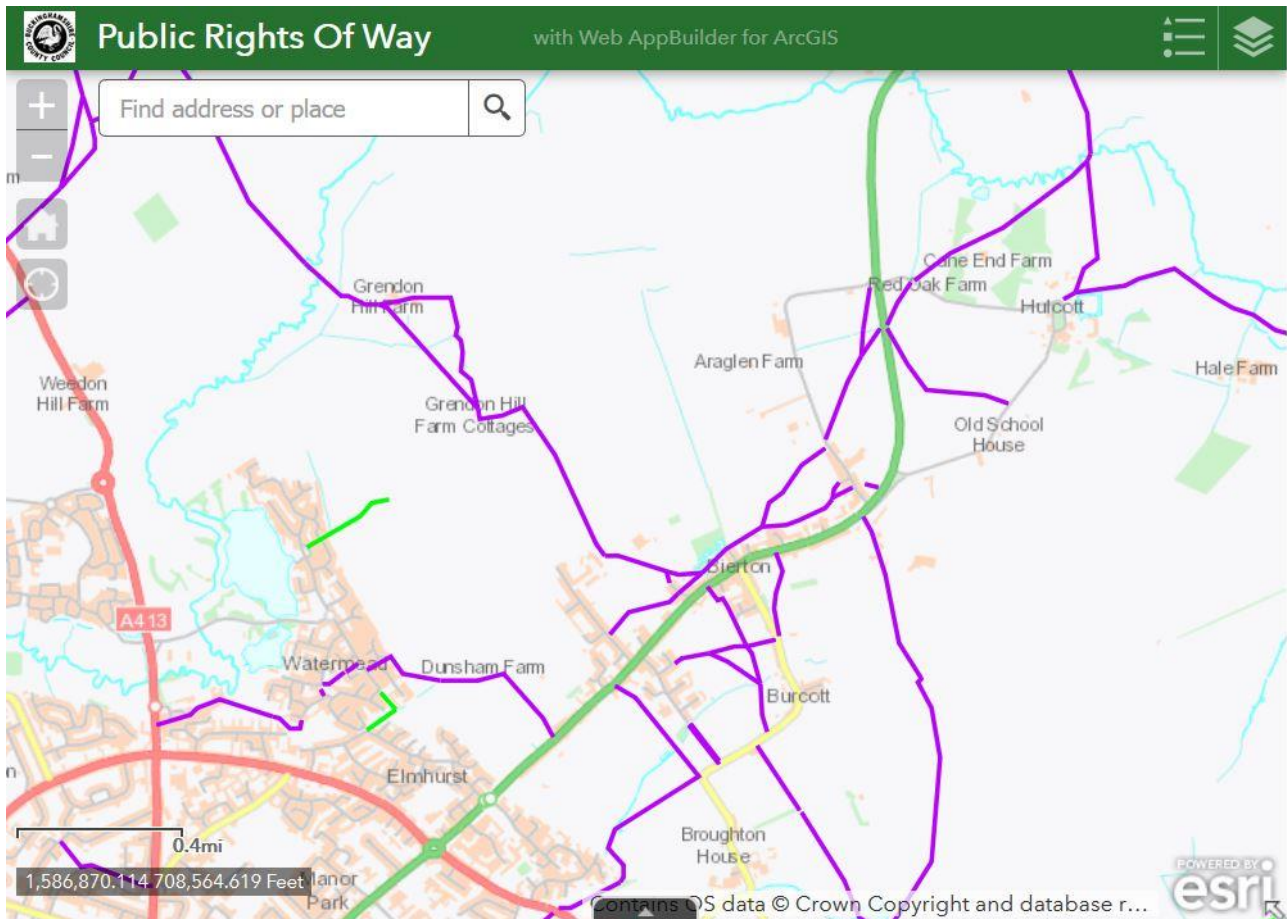 BUCKINGHAMSHIRE COUNTY COUNCIL
Public Rights Of Way
with Web AppBuilder for ArcGIS
+
Find address or place
−
m
Cane End Farm
Grendon
Hill Farm
Red Oak Farm
Hulcott
Araglen Farm
Hale Farm
Weedon
Hill Farm
Grendon Hill
Farm Cottages
Old School
House
Bierton
A413
Watermead
Dunsham Farm
Burcott
n
Elmhurst
Broughton
House
0.4mi
1,586,870.114 708,564.619 Feet
Manor
Park
Contains OS data © Crown Copyright and database r...
POWERED BY
esri